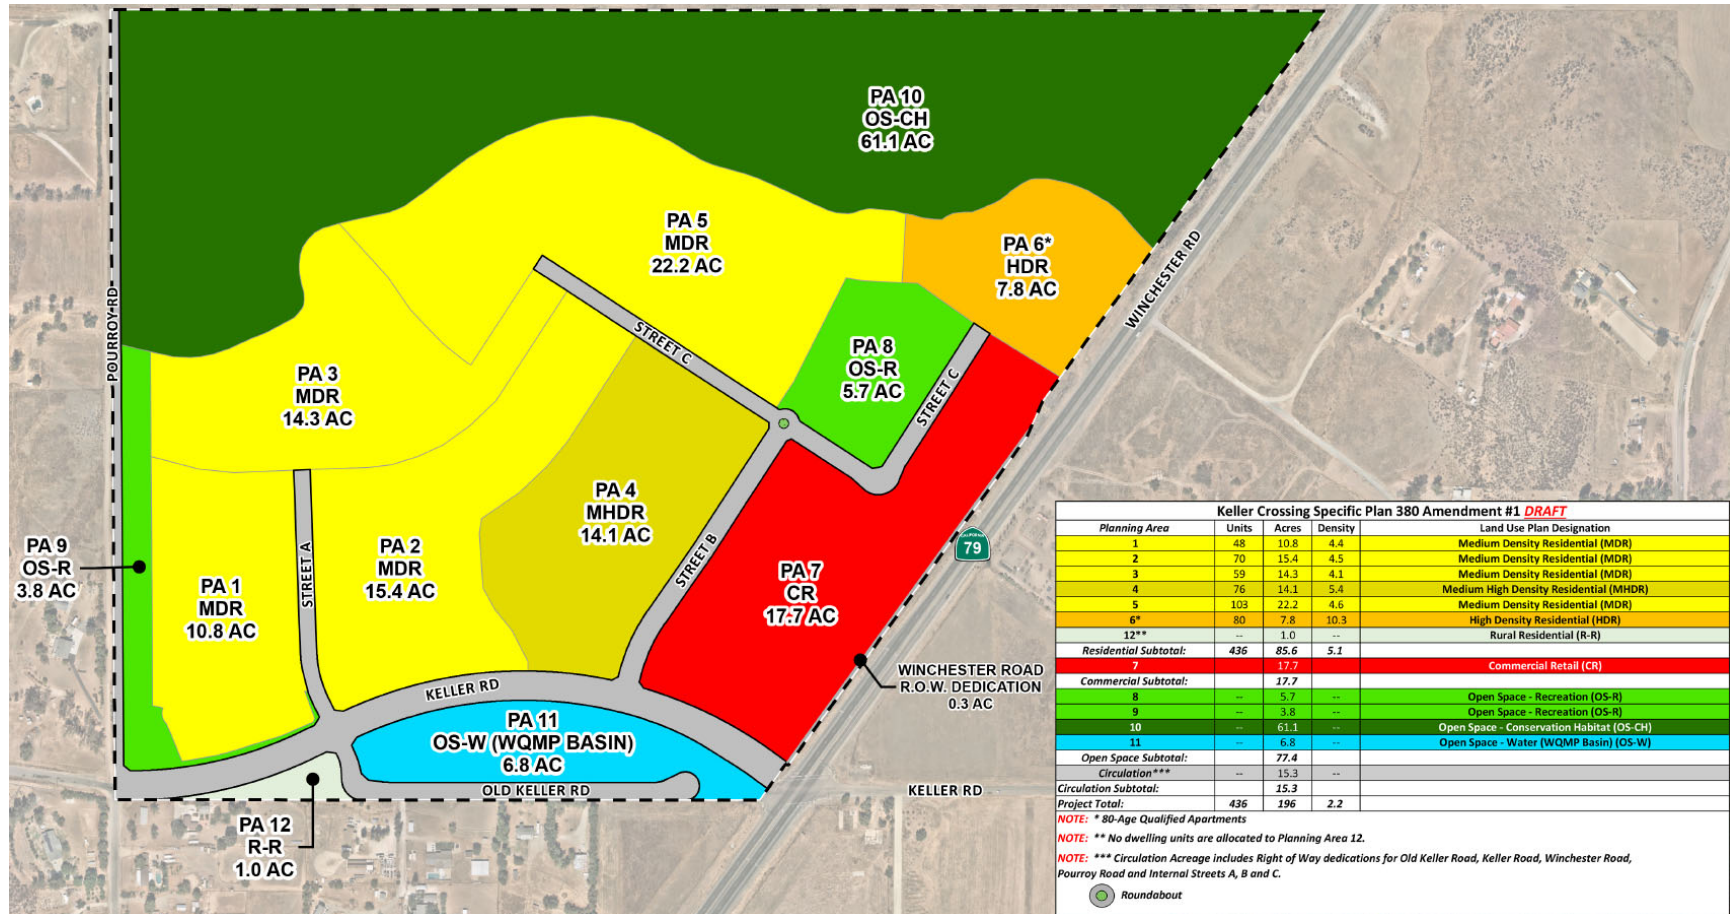 PA 10
OS-CH
61.1 AC
PA 5
MDR
22.2 AC
PA 6*
HDR
7.8 AC
WINCHESTER RD
POURROY RD
STREET C
PA 8
OS-R
5.7 AC
STREET C
PA 3
MDR
14.3 AC
PA 4
MHDR
14.1 AC
STREET B
PA 9
OS-R
3.8 AC
PA 1
MDR
10.8 AC
STREET A
PA 2
MDR
15.4 AC
PA 7
CR
17.7 AC
CALIFORNIA
79
WINCHESTER ROAD
R.O.W. DEDICATION
0.3 AC
KELLER RD
PA 11
OS-W (WQMP BASIN)
6.8 AC
OLD KELLER RD
KELLER RD
PA 12
R-R
1.0 AC
Keller Crossing Specific Plan 380 Amendment #1 DRAFT
Planning Area Units Acres Density Land Use Plan Designation
1 48 10.8 4.4 Medium Density Residential (MDR)
2 70 15.4 4.5 Medium Density Residential (MDR)
3 59 14.3 4.1 Medium Density Residential (MDR)
4 76 14.1 5.4 Medium High Density Residential (MHDR)
5 103 22.2 4.6 Medium Density Residential (MDR)
6* 80 7.8 10.3 High Density Residential (HDR)
12** -- 1.0 -- Rural Residential (R-R)
Residential Subtotal: 436 85.6 5.1
7 17.7 Commercial Retail (CR)
Commercial Subtotal: 17.7
8 -- 5.7 -- Open Space - Recreation (OS-R)
9 -- 3.8 -- Open Space - Recreation (OS-R)
10 -- 61.1 -- Open Space - Conservation Habitat (OS-CH)
11 -- 6.8 -- Open Space - Water (WQMP Basin) (OS-W)
Open Space Subtotal: 77.4
Circulation*** -- 15.3 --
Circulation Subtotal: 15.3
Project Total: 436 196 2.2
NOTE: * 80-Age Qualified Apartments
NOTE: ** No dwelling units are allocated to Planning Area 12.
NOTE: *** Circulation Acreage includes Right of Way dedications for Old Keller Road, Keller Road, Winchester Road,
Pourroy Road and Internal Streets A, B and C.
Roundabout